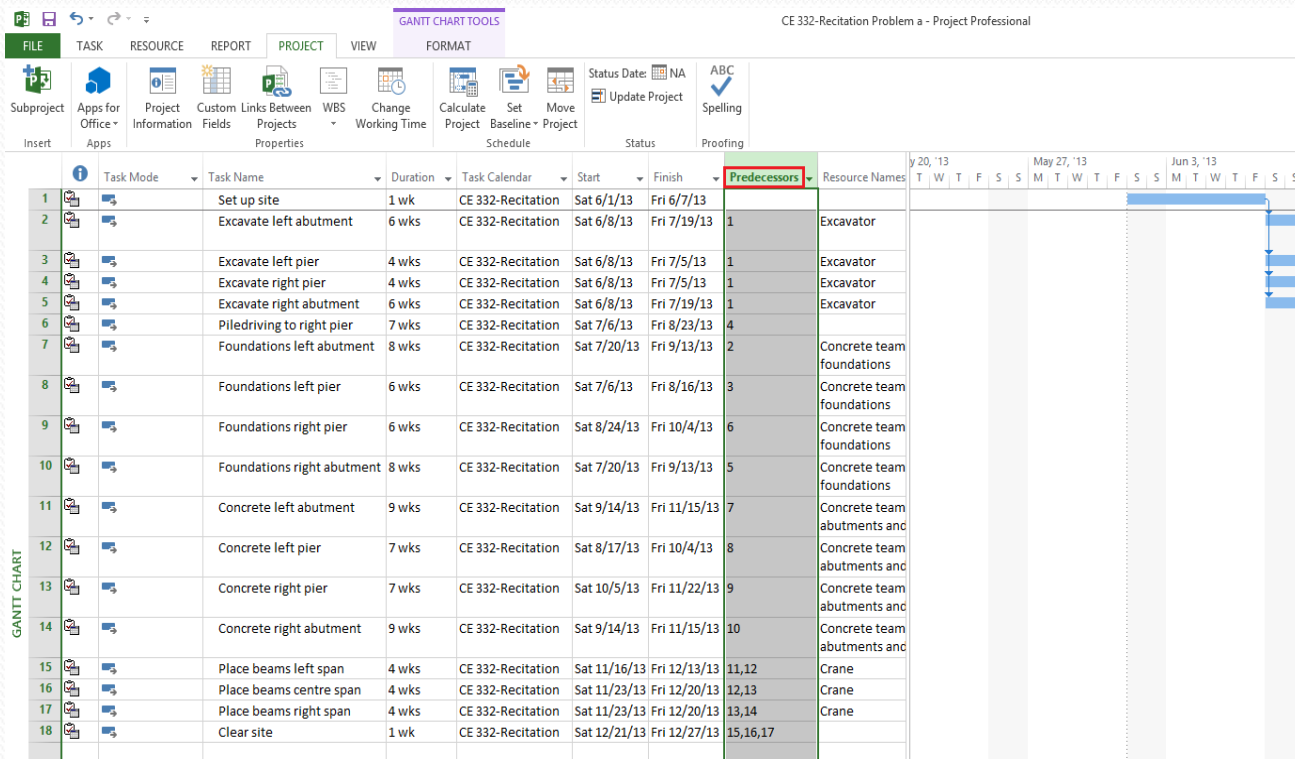 CE 332-Recitation Problem a - Project Professional
GANTT CHART TOOLS
FILE TASK RESOURCE REPORT PROJECT VIEW FORMAT
Subproject
Insert
Apps for
Office
Apps
Project
Information
Custom
Fields
Links Between
Projects
WBS
Change
Working Time
Properties
Calculate
Project
Set
Baseline
Move
Project
Schedule
Status Date: NA
Update Project
Status
ABC
Spelling
Proofing
Task Mode Task Name Duration Task Calendar Start Finish Predecessors Resource Names
y 20, '13 May 27, '13 Jun 3, '13
T W T F S S M T W T F S S M T W T F S S
1 Set up site 1 wk CE 332-Recitation Sat 6/1/13 Fri 6/7/13
2 Excavate left abutment 6 wks CE 332-Recitation Sat 6/8/13 Fri 7/19/13 1 Excavator
3 Excavate left pier 4 wks CE 332-Recitation Sat 6/8/13 Fri 7/5/13 1 Excavator
4 Excavate right pier 4 wks CE 332-Recitation Sat 6/8/13 Fri 7/5/13 1 Excavator
5 Excavate right abutment 6 wks CE 332-Recitation Sat 6/8/13 Fri 7/19/13 1 Excavator
6 Piledriving to right pier 7 wks CE 332-Recitation Sat 7/6/13 Fri 8/23/13 4
7 Foundations left abutment 8 wks CE 332-Recitation Sat 7/20/13 Fri 9/13/13 2 Concrete team
foundations
8 Foundations left pier 6 wks CE 332-Recitation Sat 7/6/13 Fri 8/16/13 3 Concrete team
foundations
9 Foundations right pier 6 wks CE 332-Recitation Sat 8/24/13 Fri 10/4/13 6 Concrete team
foundations
10 Foundations right abutment 8 wks CE 332-Recitation Sat 7/20/13 Fri 9/13/13 5 Concrete team
foundations
11 Concrete left abutment 9 wks CE 332-Recitation Sat 9/14/13 Fri 11/15/13 7 Concrete team
abutments and
12 Concrete left pier 7 wks CE 332-Recitation Sat 8/17/13 Fri 10/4/13 8 Concrete team
abutments and
13 Concrete right pier 7 wks CE 332-Recitation Sat 10/5/13 Fri 11/22/13 9 Concrete team
abutments and
14 Concrete right abutment 9 wks CE 332-Recitation Sat 9/14/13 Fri 11/15/13 10 Concrete team
abutments and
15 Place beams left span 4 wks CE 332-Recitation Sat 11/16/13 Fri 12/13/13 11,12 Crane
16 Place beams centre span 4 wks CE 332-Recitation Sat 11/23/13 Fri 12/20/13 12,13 Crane
17 Place beams right span 4 wks CE 332-Recitation Sat 11/23/13 Fri 12/20/13 13,14 Crane
18 Clear site 1 wk CE 332-Recitation Sat 12/21/13 Fri 12/27/13 15,16,17
GANTT CHART